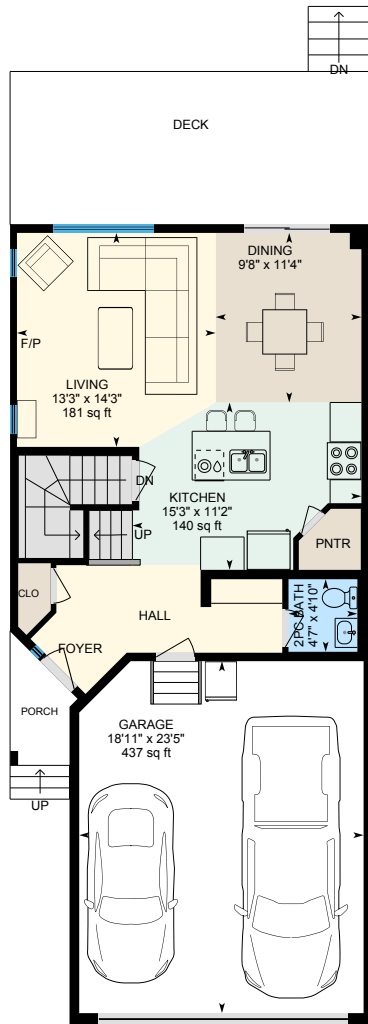 DN
DECK
DINING
9'8" x 11'4"
F/P
LIVING
13'3" x 14'3"
181 sq ft
DN
KITCHEN
15'3" x 11'2"
140 sq ft
UP
PNTR
CLO
HALL
2PC BATH
4'7" x 4'10"
FOYER
PORCH
GARAGE
18'11" x 23'5"
437 sq ft
UP